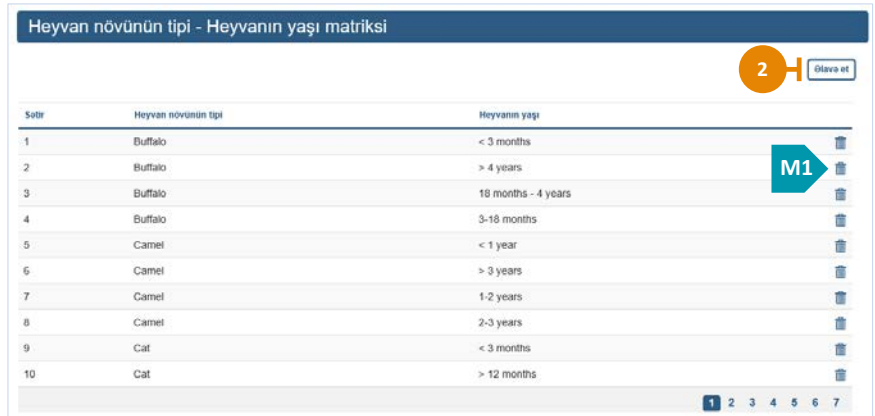 Heyvan növünün tipi - Heyvanın yaşı matriksi
2
Əlavə et
Sətir Heyvan növünün tipi Heyvanın yaşı
1 Buffalo < 3 months
2 Buffalo > 4 years M1
3 Buffalo 18 months - 4 years
4 Buffalo 3-18 months
5 Camel < 1 year
6 Camel > 3 years
7 Camel 1-2 years
8 Camel 2-3 years
9 Cat < 3 months
10 Cat > 12 months
1 2 3 4 5 6 7